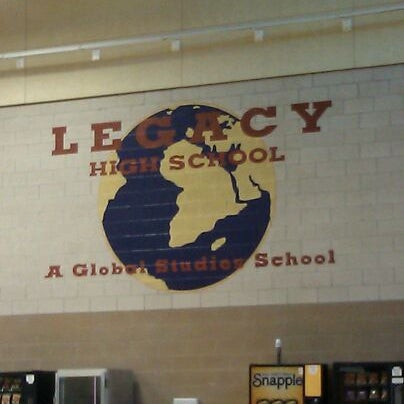 LEGACY
HIGH SCHOOL
A Global Studies School
Snapple